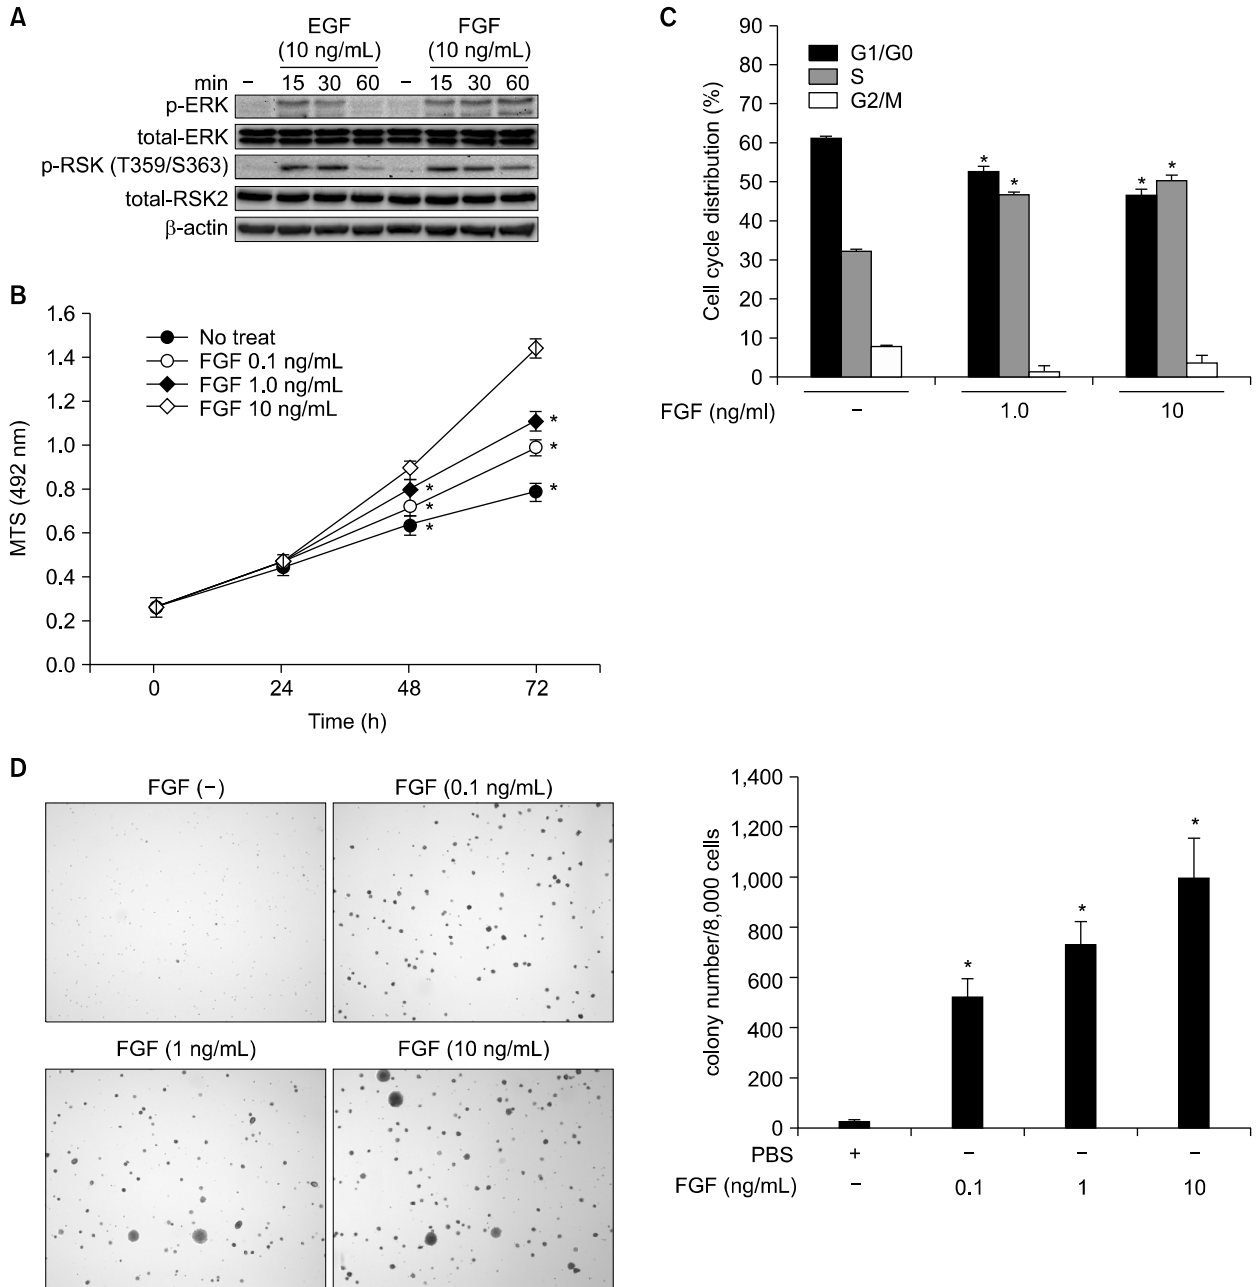 A
EGF
(10 ng/mL)
FGF
(10 ng/mL)
min – 15 30 60 – 15 30 60
p-ERK
total-ERK
p-RSK (T359/S363)
total-RSK2
β-actin
B
1.6
1.4
1.2
1.0
0.8
0.6
0.4
0.2
0.0
MTS (492 nm)
No treat
FGF 0.1 ng/mL
FGF 1.0 ng/mL
FGF 10 ng/mL
*
*
*
*
*
*
0 24 48 72
Time (h)
C
90
80
70
60
50
40
30
20
10
0
Cell cycle distribution (%)
G1/G0
S
G2/M
* * * *
FGF (ng/ml) – 1.0 10
D
FGF (–)
FGF (0.1 ng/mL)
FGF (1 ng/mL)
FGF (10 ng/mL)
1,400
1,200
1,000
800
600
400
200
0
colony number/8,000 cells
* * *
PBS + – – –
FGF (ng/mL) – 0.1 1 10